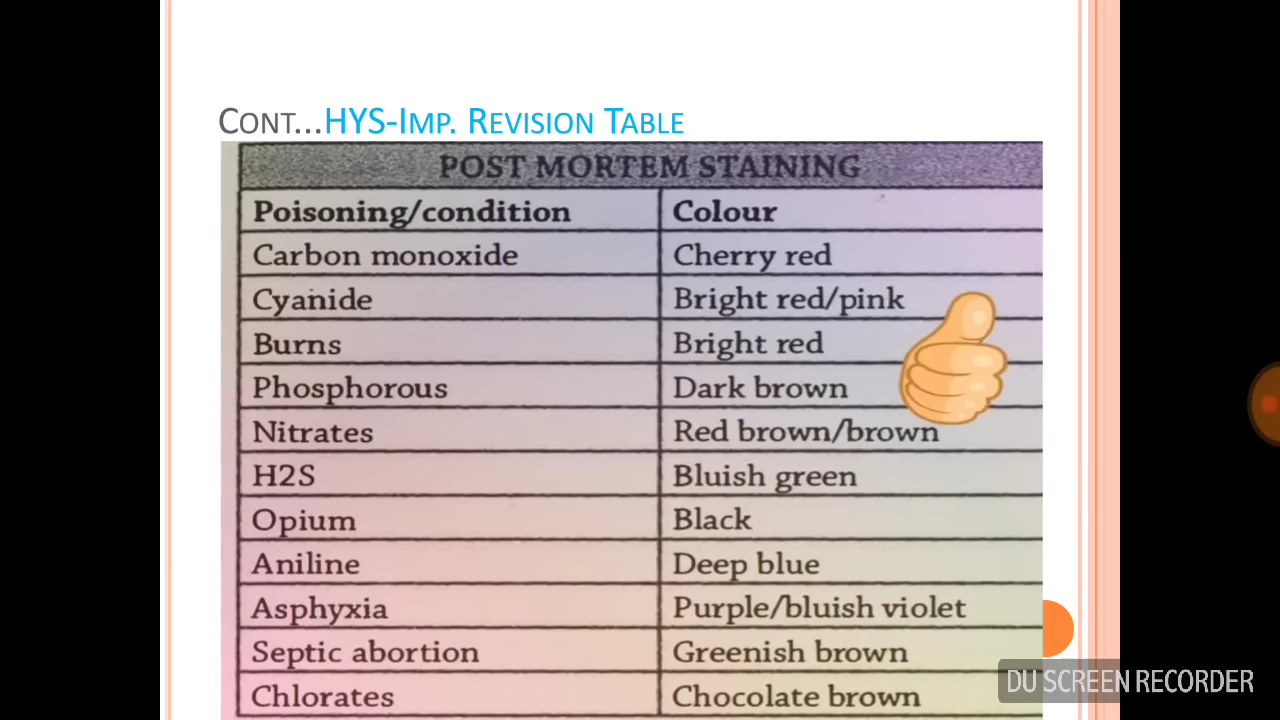 CONT...HYS-IMP. REVISION TABLE
POST MORTEM STAINING
Poisoning/condition Colour
Carbon monoxide Cherry red
Cyanide Bright red/pink
Burns Bright red
Phosphorous Dark brown
Nitrates Red brown/brown
H2S Bluish green
Opium Black
Aniline Deep blue
Asphyxia Purple/bluish violet
Septic abortion Greenish brown
Chlorates Chocolate brown
DU SCREEN RECORDER